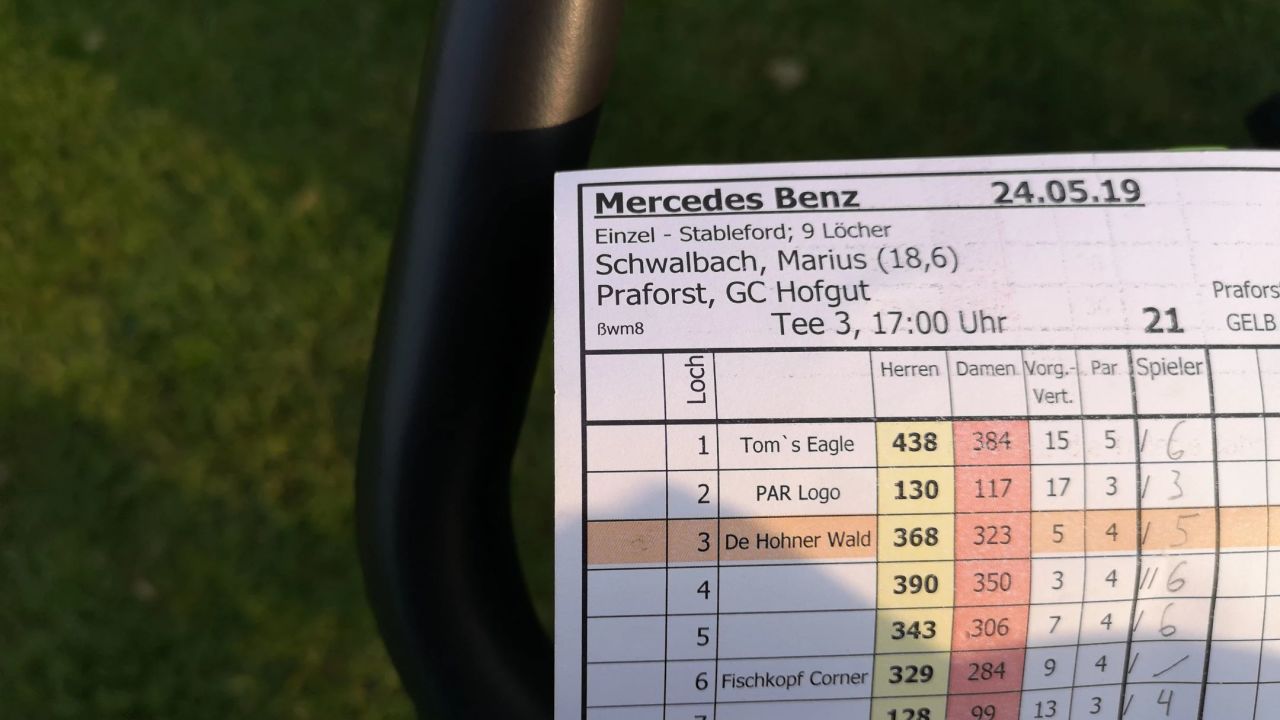 Mercedes Benz 24.05.19
Einzel - Stableford; 9 Löcher
Schwalbach, Marius (18,6)
Praforst, GC Hofgut Prafors
ßwm8 Tee 3, 17:00 Uhr 21 GELB
Loch Herren Damen Vorg.- Par Spieler
Vert.
1 Tom`s Eagle 438 384 15 5 / 6
2 PAR Logo 130 117 17 3 / 3
3 De Hohner Wald 368 323 5 4 / 5
4 390 350 3 4 // 6
5 343 306 7 4 / 6
6 Fischkopf Corner 329 284 9 4 / –
7 128 99 13 3 / 4